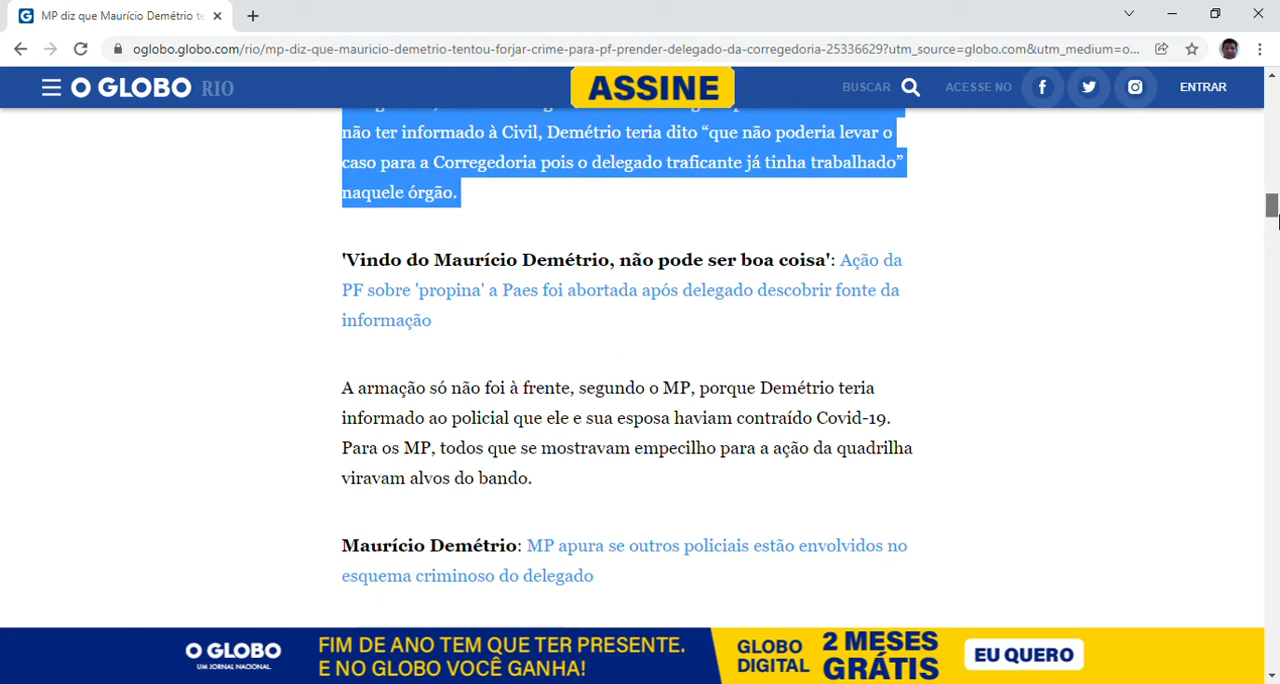 MP diz que Maurício Demétrio te
oglobo.globo.com/rio/mp-diz-que-mauricio-demetrio-tentou-forjar-crime-para-pf-prender-delegado-da-corregedoria-25336629?utm_source=globo.com&utm_medium=o...
O GLOBO RIO
ASSINE
BUSCAR
ACESSE NO
ENTRAR
não ter informado à Civil, Demétrio teria dito “que não poderia levar o
caso para a Corregedoria pois o delegado traficante já tinha trabalhado”
naquele órgão.
'Vindo do Maurício Demétrio, não pode ser boa coisa': Ação da
PF sobre 'propina' a Paes foi abortada após delegado descobrir fonte da
informação
A armação só não foi à frente, segundo o MP, porque Demétrio teria
informado ao policial que ele e sua esposa haviam contraído Covid-19.
Para os MP, todos que se mostravam empecilho para a ação da quadrilha
viravam alvos do bando.
Maurício Demétrio: MP apura se outros policiais estão envolvidos no
esquema criminoso do delegado
O GLOBO
UM JORNAL NACIONAL
FIM DE ANO TEM QUE TER PRESENTE.
E NO GLOBO VOCÊ GANHA!
GLOBO
DIGITAL
2 MESES
GRÁTIS
EU QUERO